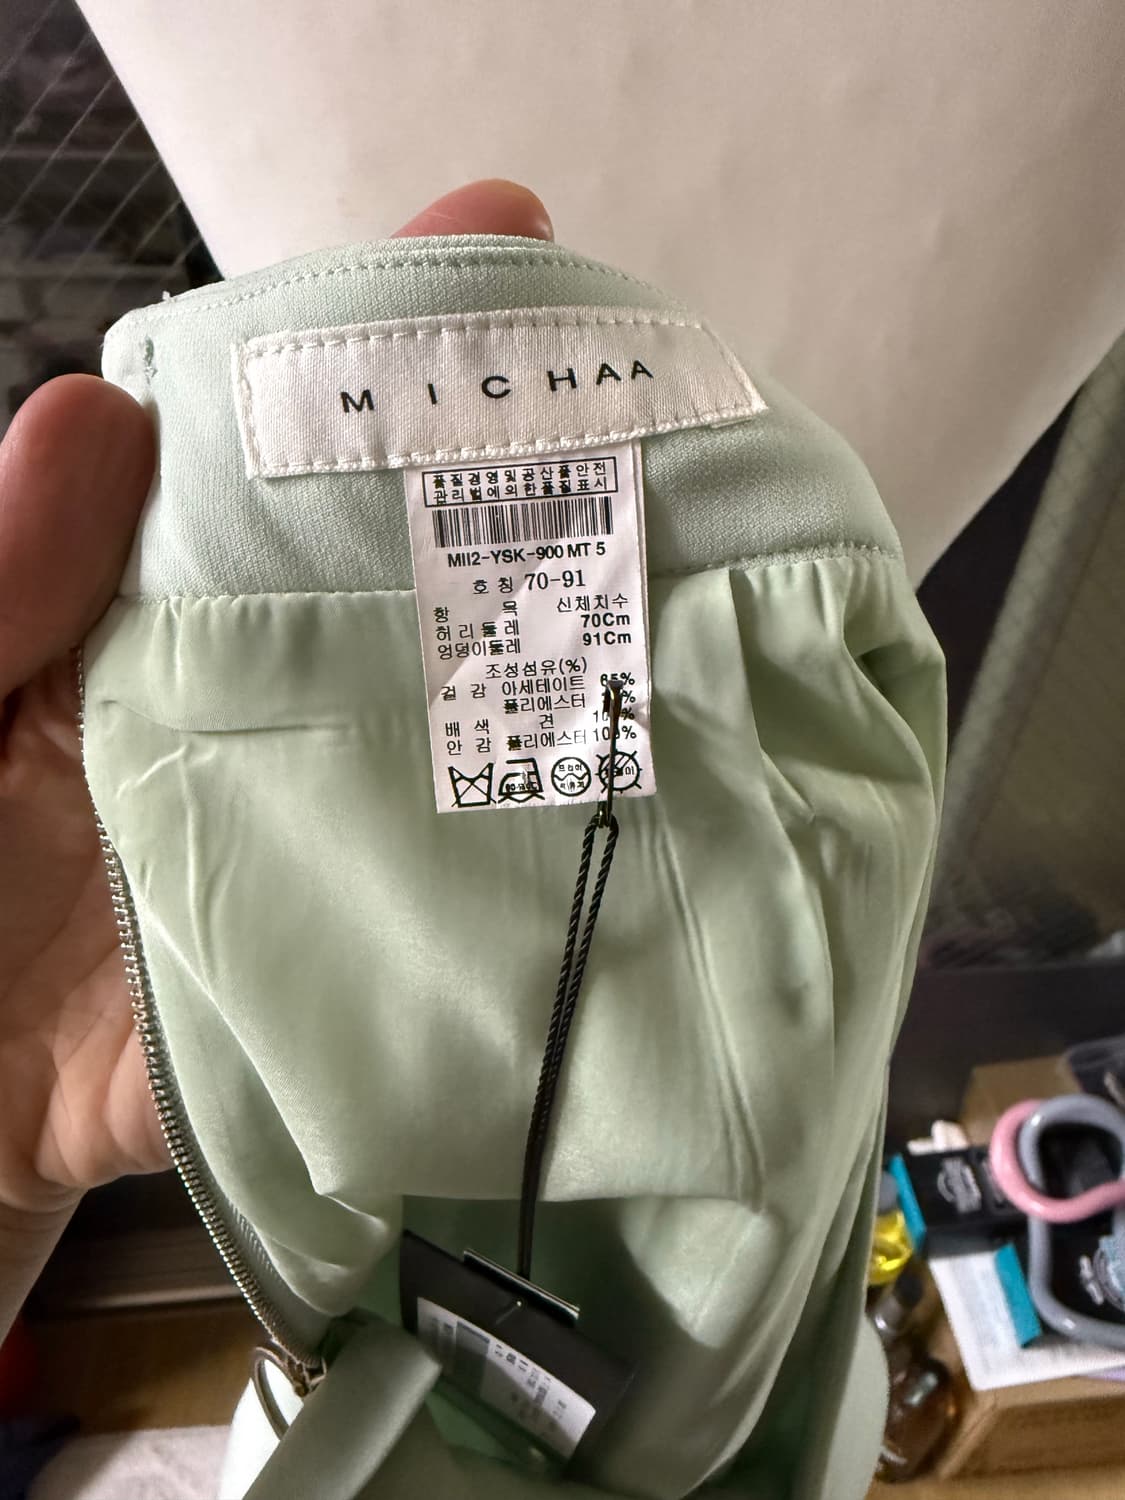 MICHAA
품질경영및공산품안전
관리법에의한품질표시
MII2-YSK-900 MT 5
호칭 70-91
항 목 신체치수
허리둘레 70Cm
엉덩이둘레 91Cm
조성섬유(%)
겉감 아세테이트
폴리에스터
배색 견
안감 폴리에스터